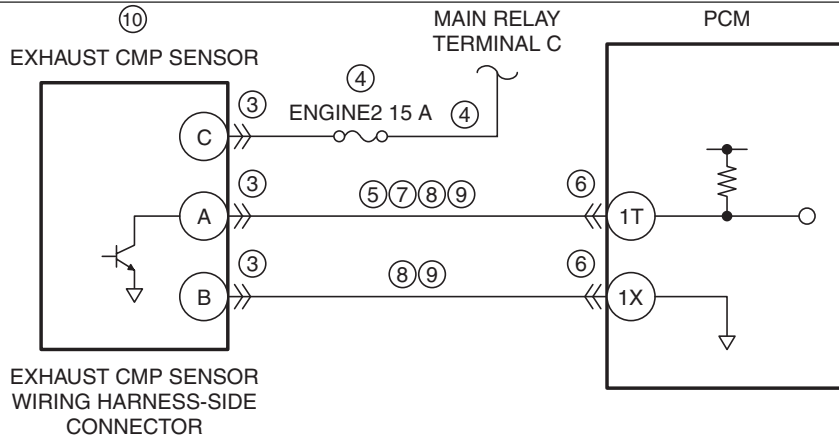 ⑩
EXHAUST CMP SENSOR
MAIN RELAY
TERMINAL C
PCM
④
ENGINE2 15 A
④
③
C
③
A
⑤⑦⑧⑨
⑥
1T
③
B
⑧⑨
⑥
1X
EXHAUST CMP SENSOR
WIRING HARNESS-SIDE
CONNECTOR